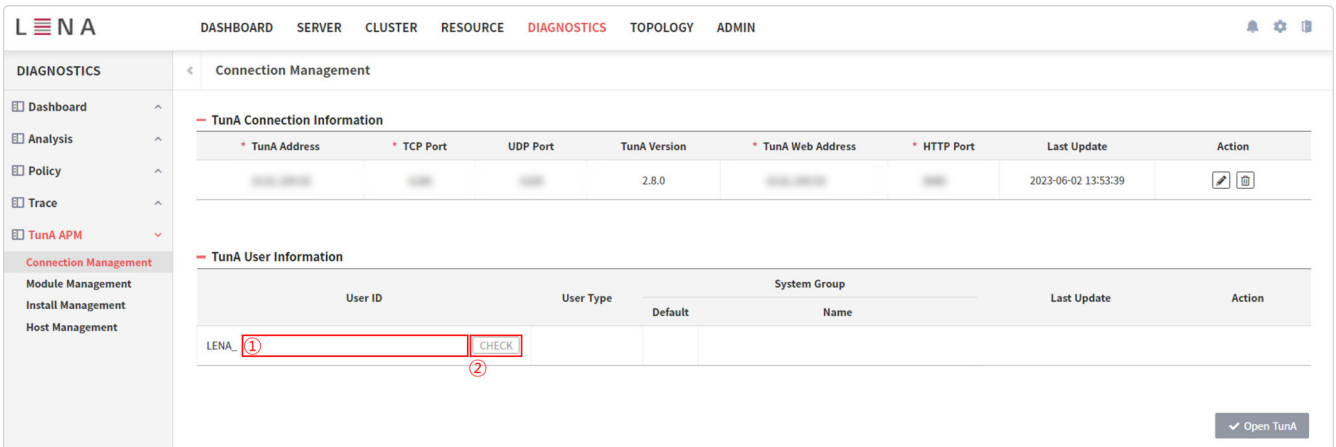 LENA
DASHBOARD SERVER CLUSTER RESOURCE DIAGNOSTICS TOPOLOGY ADMIN
DIAGNOSTICS
< Connection Management
Dashboard
Analysis
Policy
Trace
TunA APM
Connection Management
Module Management
Install Management
Host Management
TunA Connection Information
* TunA Address * TCP Port UDP Port TunA Version * TunA Web Address * HTTP Port Last Update Action
2.8.0 2023-06-02 13:53:39
TunA User Information
User ID User Type System Group Last Update Action
Default Name
LENA_ ① CHECK
②
Open TunA